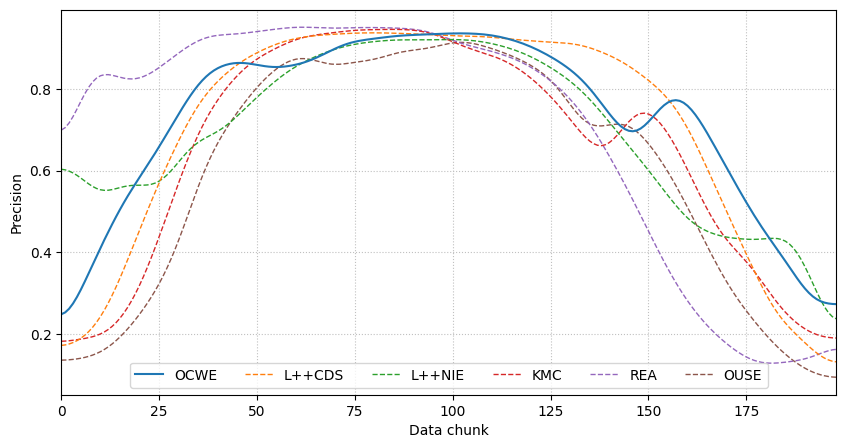 Precision
0.8
0.6
0.4
0.2
OCWE L++CDS L++NIE KMC REA OUSE
0 25 50 75 100 125 150 175
Data chunk